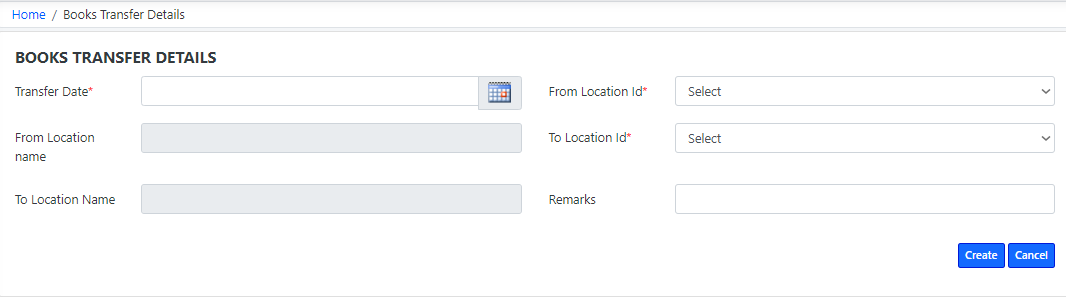 Home / Books Transfer Details
BOOKS TRANSFER DETAILS
Transfer Date*
From Location Id* Select
From Location
name
To Location Id* Select
To Location Name
Remarks
Create Cancel